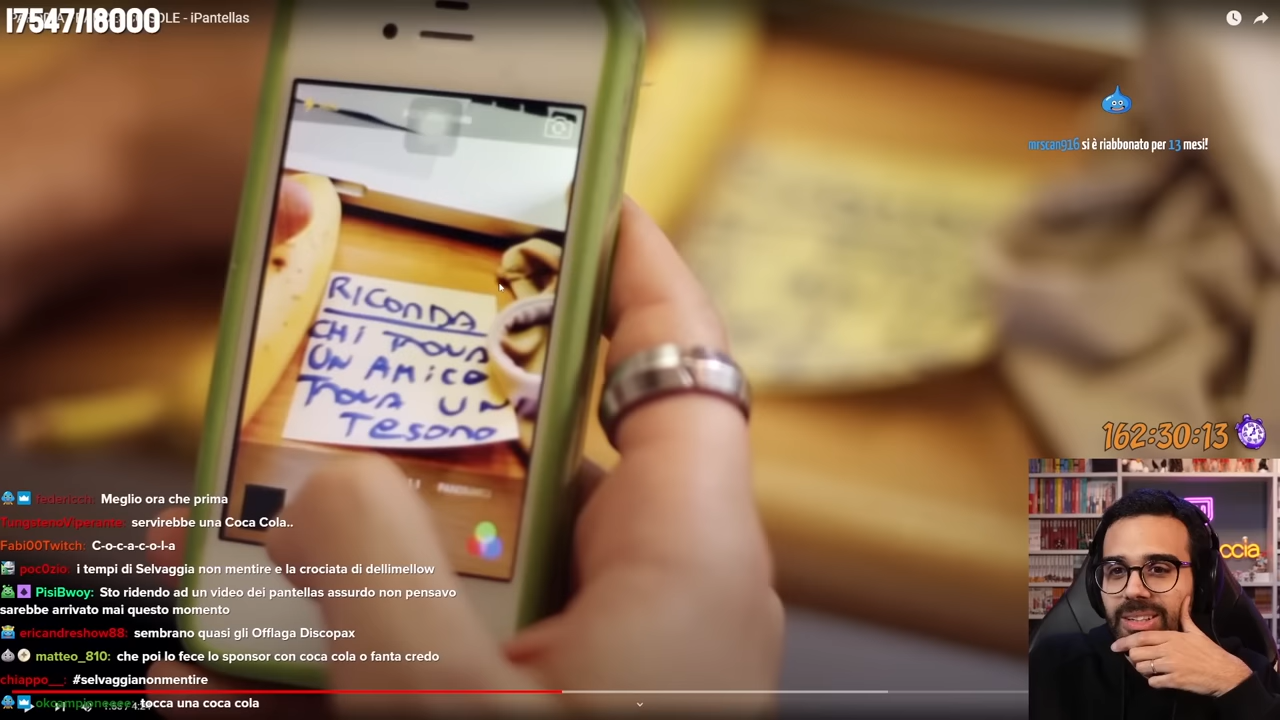 17547/18000
SOLE - iPantellas
mrscan916 si è riabbonato per 13 mesi!
RICORDA
CHI TROVA
UN AMICO
TROVA UN
TESORO
162:30:13
federicch: Meglio ora che prima
TungstenoViperante: servirebbe una Coca Cola..
Fabi00Twitch: C-o-c-a-c-o-l-a
poc0zio: i tempi di Selvaggia non mentire e la crociata di dellimellow
PisiBwoy: Sto ridendo ad un video dei pantellas assurdo non pensavo
sarebbe arrivato mai questo momento
ericandreshow88: sembrano quasi gli Offlaga Discopax
matteo_810: che poi lo fece lo sponsor con coca cola o fanta credo
chiappo__: #selvaggianonmentire
tocca una coca cola
occia